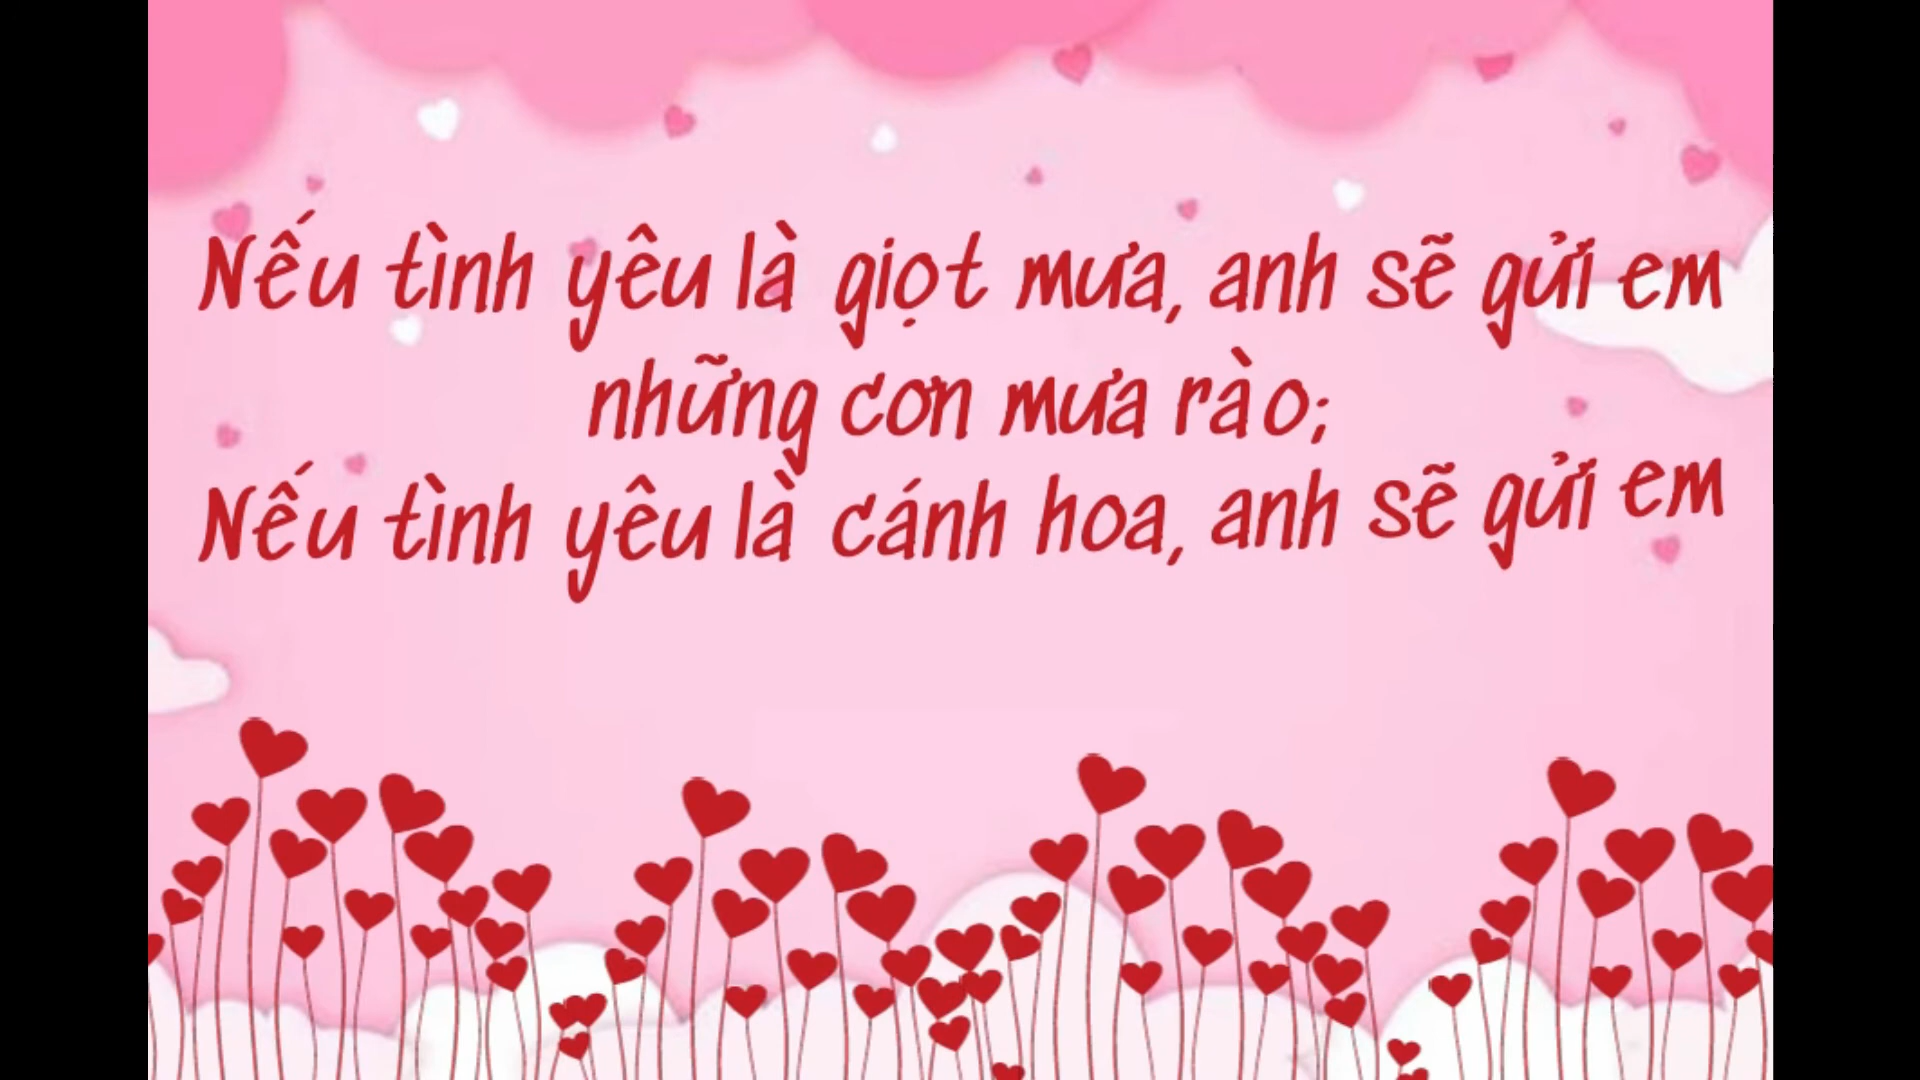 Nếu tình yêu là giọt mưa, anh sẽ gửi em
những cơn mưa rào;
Nếu tình yêu là cánh hoa, anh sẽ gửi em